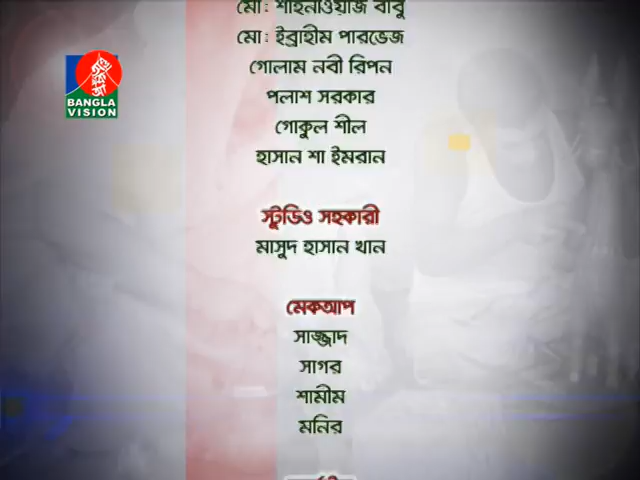 মো: শাহনাওয়াজ বাবু
মো: ইব্রাহীম পারভেজ
গোলাম নবী রিপন
পলাশ সরকার
গোকুল শীল
হাসান শা ইমরান
স্টুডিও সহকারী
মাসুদ হাসান খান
মেকআপ
সাজ্জাদ
সাগর
শামীম
মনির
BANGLA
VISION